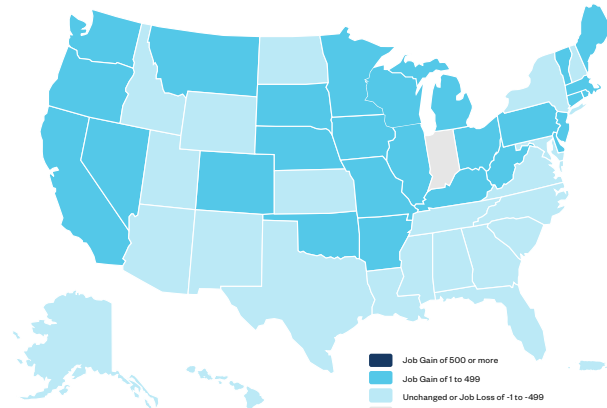 Job Gain of 500 or more
Job Gain of 1 to 499
Unchanged or Job Loss of -1 to -499